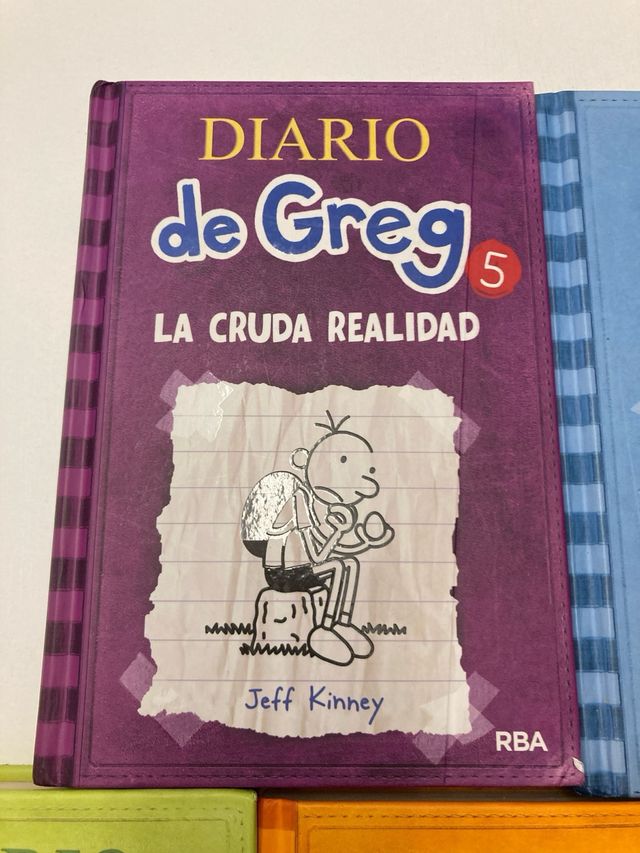 DIARIO
de Greg
5
LA CRUDA REALIDAD
Jeff Kinney
RBA